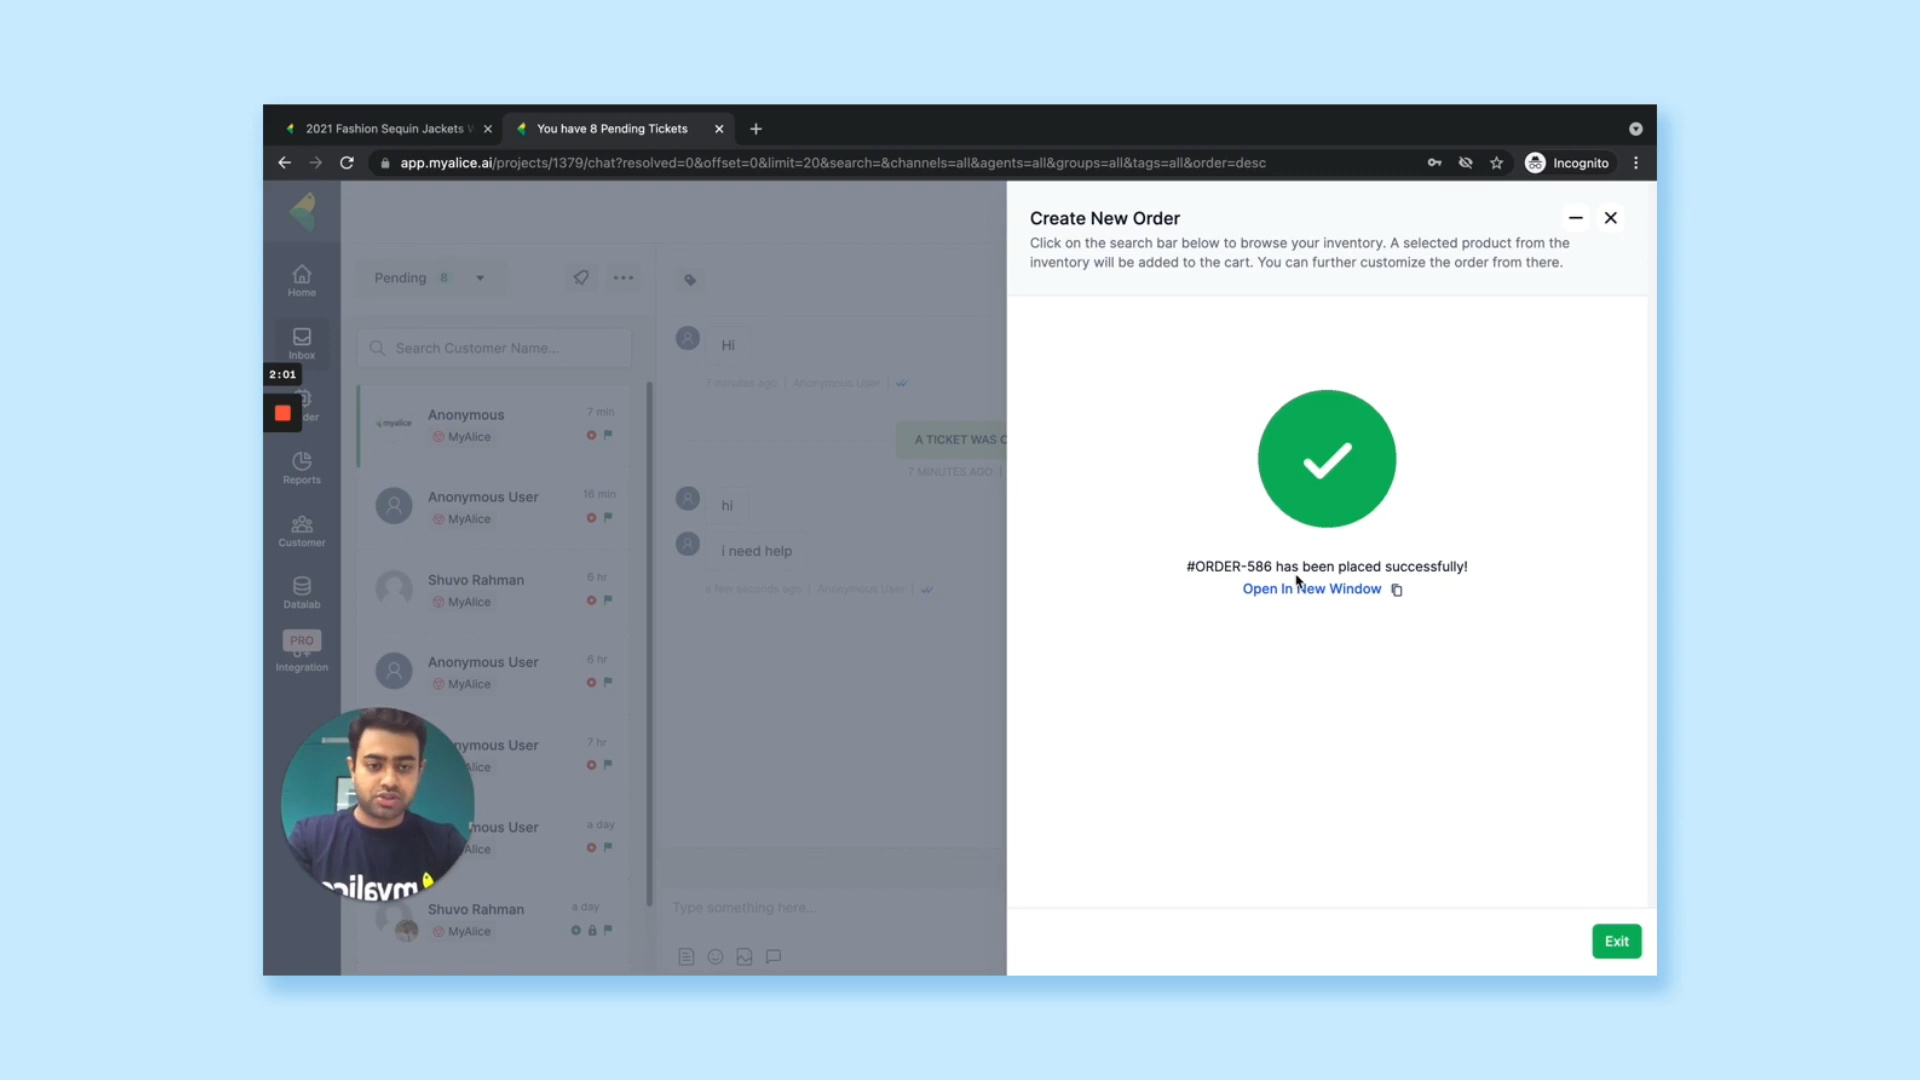 2021 Fashion Sequin Jackets W
You have 8 Pending Tickets
app.myalice.ai/projects/1379/chat?resolved=0&offset=0&limit=20&search=&channels=all&agents=all&groups=all&tags=all&order=desc
Incognito
Home
Inbox
2:01
der
Reports
Customer
Datalab
PRO
Integration
Pending 8
Search Customer Name...
myalice
Anonymous
7 min
MyAlice
Anonymous User
16 min
MyAlice
Shuvo Rahman
6 hr
MyAlice
Anonymous User
6 hr
MyAlice
nymous User
7 hr
Alice
mous User
a day
Alice
Shuvo Rahman
a day
MyAlice
myalice
Hi
7 minutes ago | Anonymous User |
A TICKET WAS C
7 MINUTES AGO |
hi
i need help
a few seconds ago | Anonymous User |
Type something here...
Create New Order
Click on the search bar below to browse your inventory. A selected product from the
inventory will be added to the cart. You can further customize the order from there.
#ORDER-586 has been placed successfully!
Open In New Window
Exit